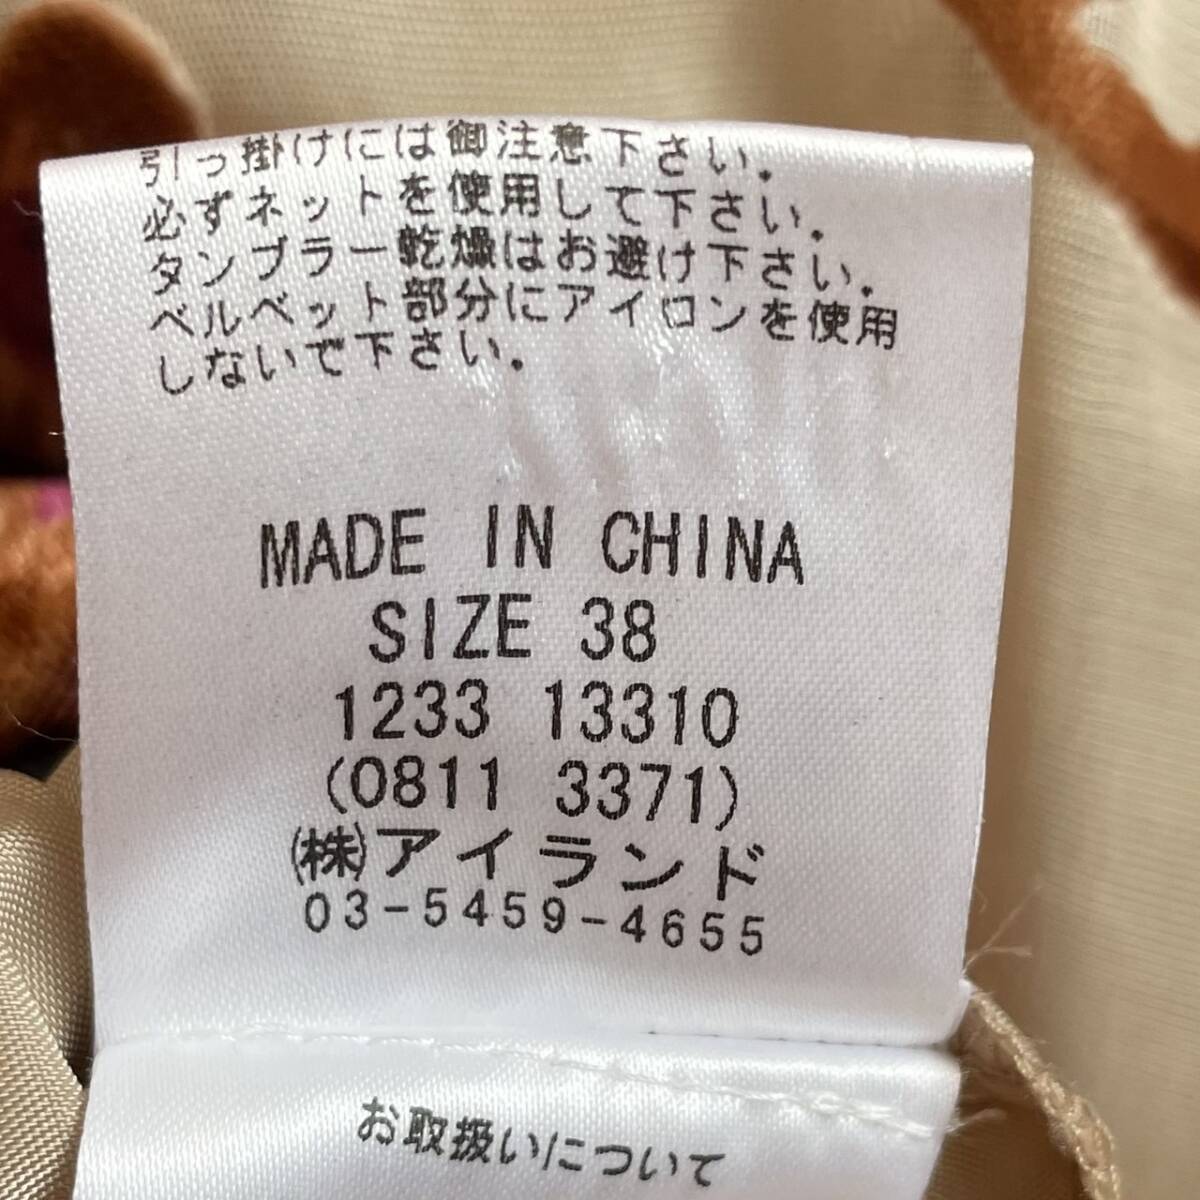 引っ掛けには御注意下さい。
必ずネットを使用して下さい。
タンブラー乾燥はお避け下さい。
ベルベット部分にアイロンを使用
しないで下さい。
MADE IN CHINA
SIZE 38
1233 13310
(0811 3371)
㈱アイランド
03-5459-4655
お取扱いについて